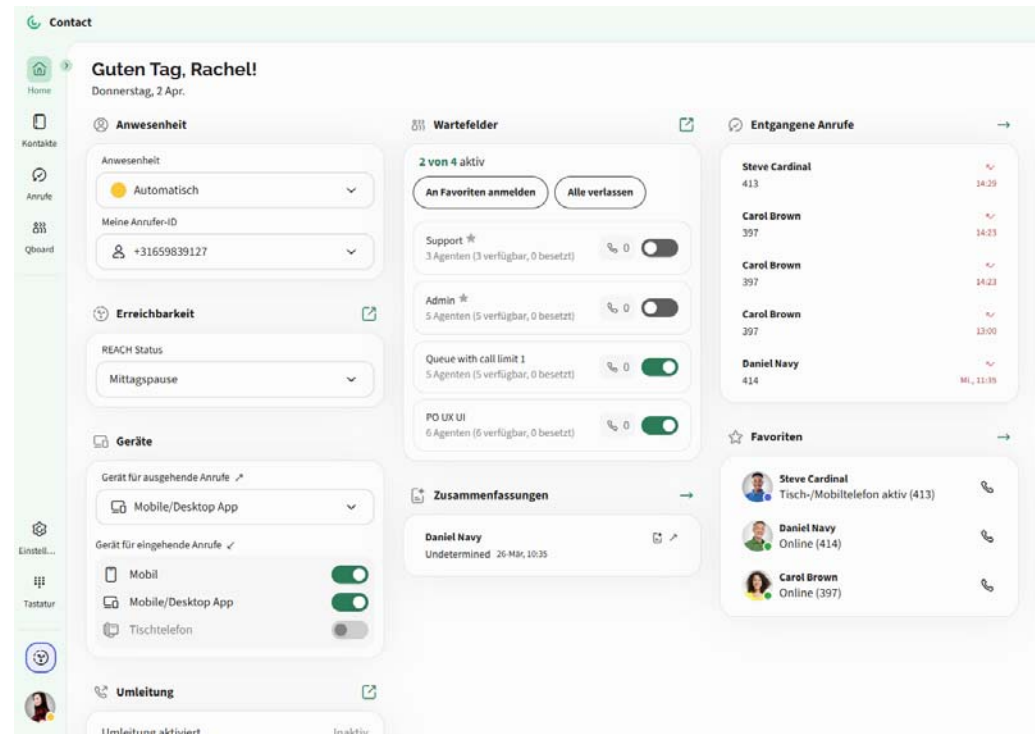 Contact
Home
Kontakte
Anrufe
Qboard
Einstell...
Tastatur
Guten Tag, Rachel!
Donnerstag, 2 Apr.
Anwesenheit
Anwesenheit
Automatisch
Meine Anrufer-ID
+31659839127
Erreichbarkeit
REACH Status
Mittagspause
Geräte
Gerät für ausgehende Anrufe
Mobile/Desktop App
Gerät für eingehende Anrufe
Mobil
Mobile/Desktop App
Tischtelefon
Umleitung
Umleitung aktiviert Inaktiv
Wartefelder
2 von 4 aktiv
An Favoriten anmelden Alle verlassen
Support
3 Agenten (3 verfügbar, 0 besetzt) 0
Admin
5 Agenten (5 verfügbar, 0 besetzt) 0
Queue with call limit 1
5 Agenten (5 verfügbar, 0 besetzt) 0
PO UX UI
6 Agenten (6 verfügbar, 0 besetzt) 0
Zusammenfassungen
Daniel Navy
Undetermined 26-Mär, 10:35
Entgangene Anrufe
Steve Cardinal
413 14:29
Carol Brown
397 14:23
Carol Brown
397 14:23
Carol Brown
397 13:00
Daniel Navy
414 Mi., 11:35
Favoriten
Steve Cardinal
Tisch-/Mobiltelefon aktiv (413)
Daniel Navy
Online (414)
Carol Brown
Online (397)